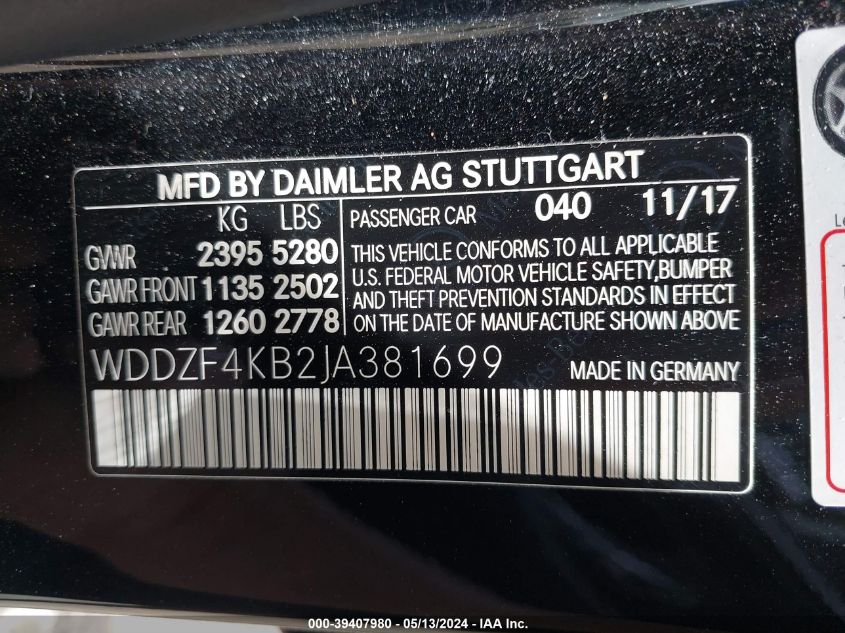 MFD BY DAIMLER AG STUTTGART
KG LBS
GVWR 2395 5280
GAWR FRONT 1135 2502
GAWR REAR 1260 2778
PASSENGER CAR 040 11/17
THIS VEHICLE CONFORMS TO ALL APPLICABLE
U.S. FEDERAL MOTOR VEHICLE SAFETY,BUMPER
AND THEFT PREVENTION STANDARDS IN EFFECT
ON THE DATE OF MANUFACTURE SHOWN ABOVE
WDDZF4KB2JA381699 MADE IN GERMANY
000-39407980 - 05/13/2024 - IAA Inc.